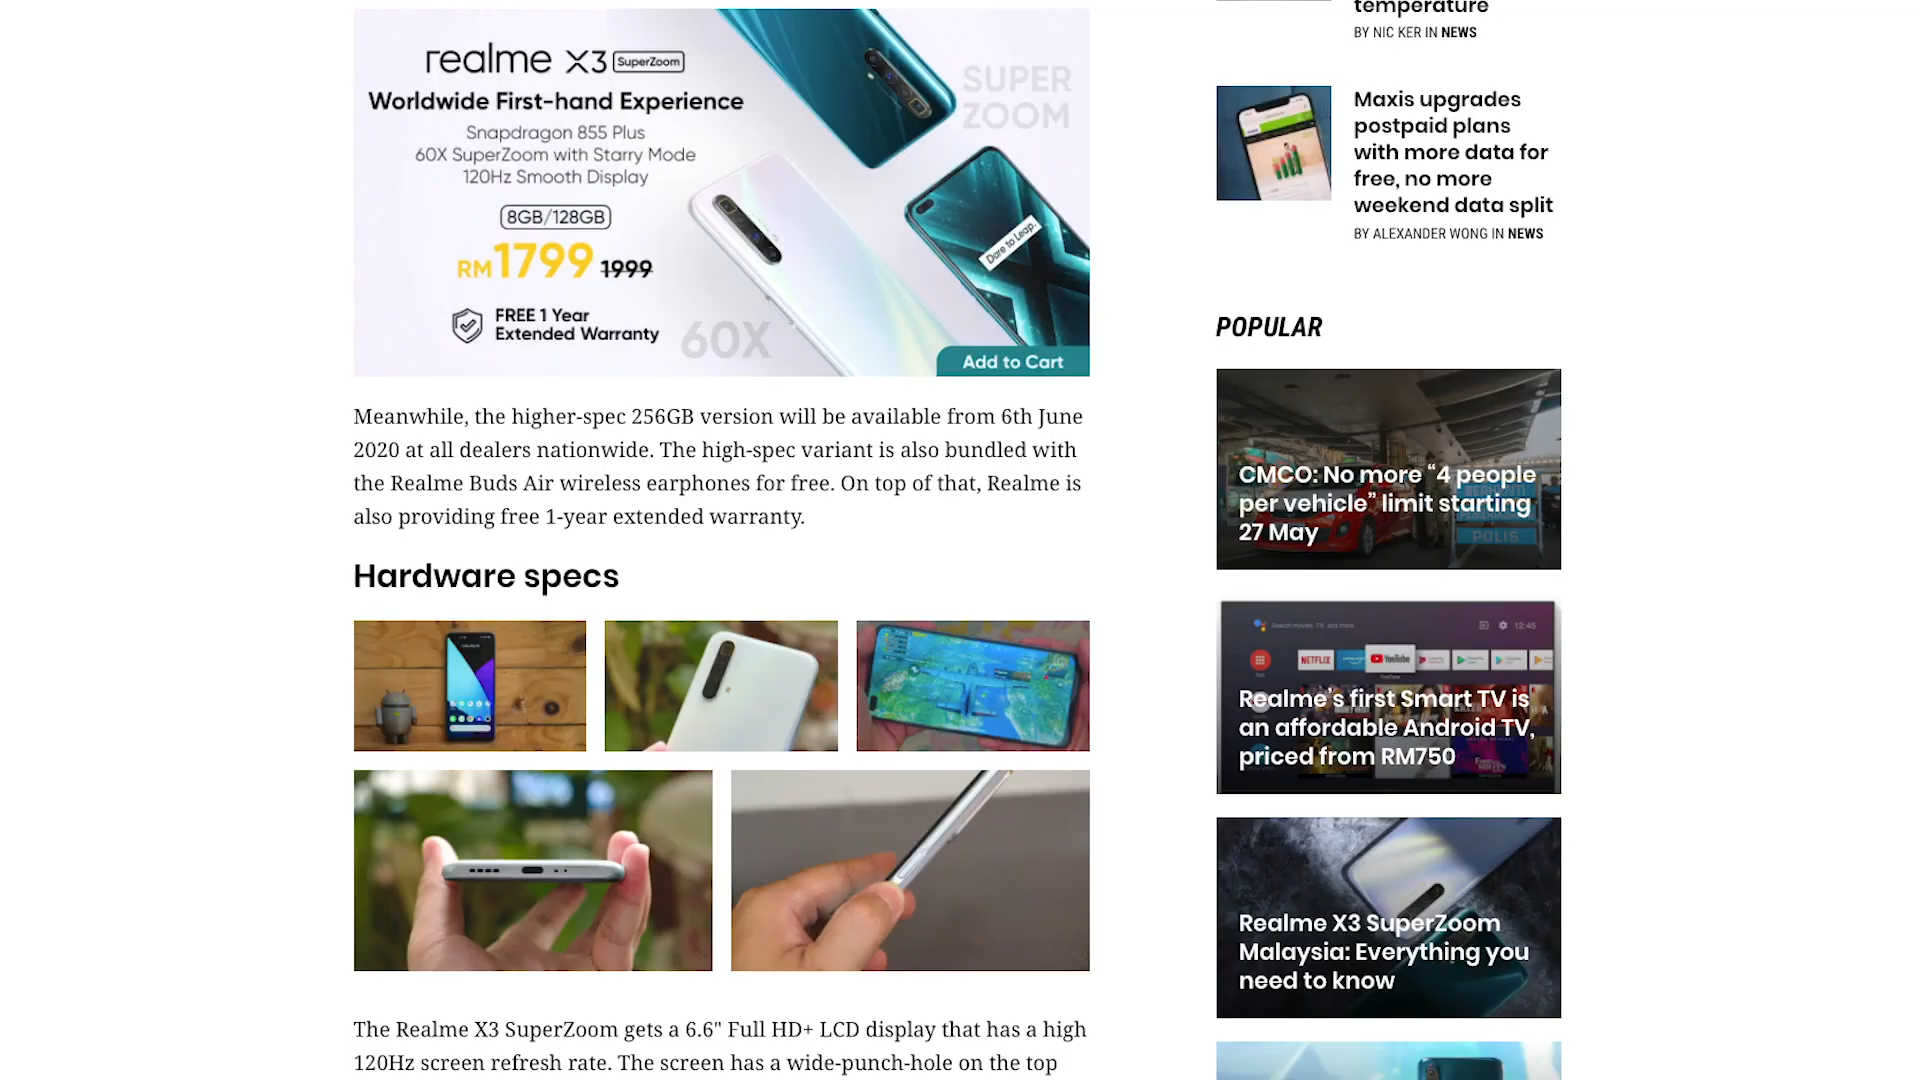 realme X3 SuperZoom
Worldwide First-hand Experience
Snapdragon 855 Plus
60X SuperZoom with Starry Mode
120Hz Smooth Display
8GB/128GB
RM1799 1999
FREE 1 Year
Extended Warranty
SUPER
ZOOM
Dare to Leap.
60X
Add to Cart
Meanwhile, the higher-spec 256GB version will be available from 6th June
2020 at all dealers nationwide. The high-spec variant is also bundled with
the Realme Buds Air wireless earphones for free. On top of that, Realme is
also providing free 1-year extended warranty.
Hardware specs
The Realme X3 SuperZoom gets a 6.6" Full HD+ LCD display that has a high
120Hz screen refresh rate. The screen has a wide-punch-hole on the top
temperature
BY NIC KER IN NEWS
Maxis upgrades
postpaid plans
with more data for
free, no more
weekend data split
BY ALEXANDER WONG IN NEWS
POPULAR
CMCO: No more “4 people
per vehicle” limit starting
27 May
POLIS
Search movies, TV, and more
12:45
NETFLIX
YouTube
Realme’s first Smart TV is
an affordable Android TV,
priced from RM750
Realme X3 SuperZoom
Malaysia: Everything you
need to know